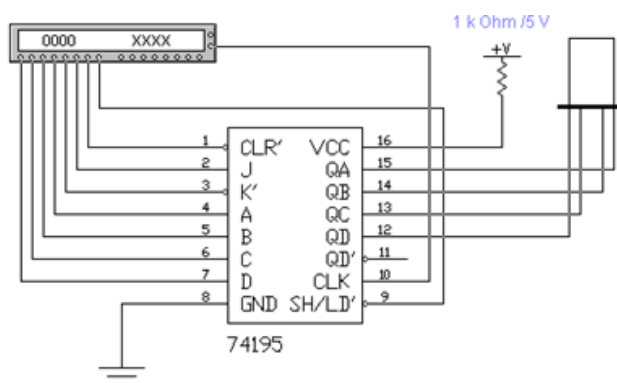 1 k Ohm /5 V
0000 XXXX
+V
1 CLR' VCC 16
2 J QA 15
3 K' QB 14
4 A QC 13
5 B QD 12
6 C QD' 11
7 D CLK 10
8 GND SH/LD' 9
74195